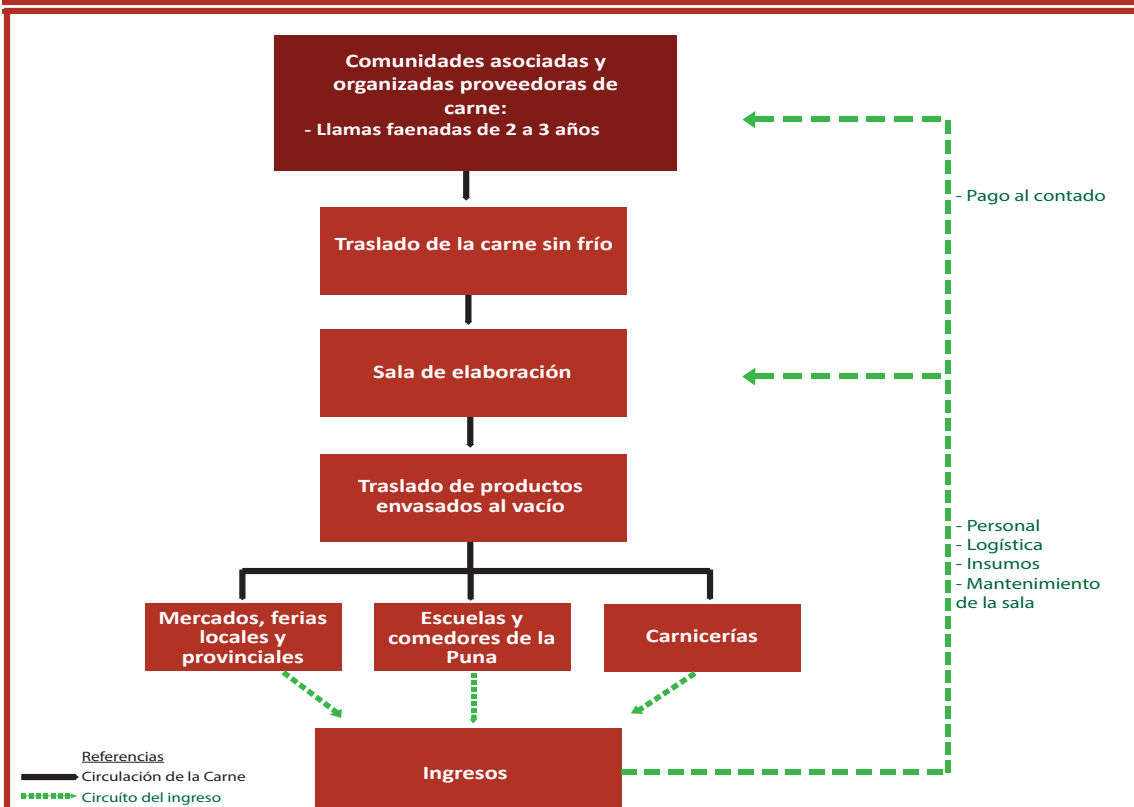 Comunidades asociadas y
organizadas proveedoras de
carne:
- Llamas faenadas de 2 a 3 años
- Pago al contado
Traslado de la carne sin frío
Sala de elaboración
Traslado de productos
envasados al vacío
- Personal
- Logística
- Insumos
- Mantenimiento
de la sala
Mercados, ferias
locales y
provinciales
Escuelas y
comedores de la
Puna
Carnicerías
Ingresos
Referencias
Circulación de la Carne
Circuíto del ingreso